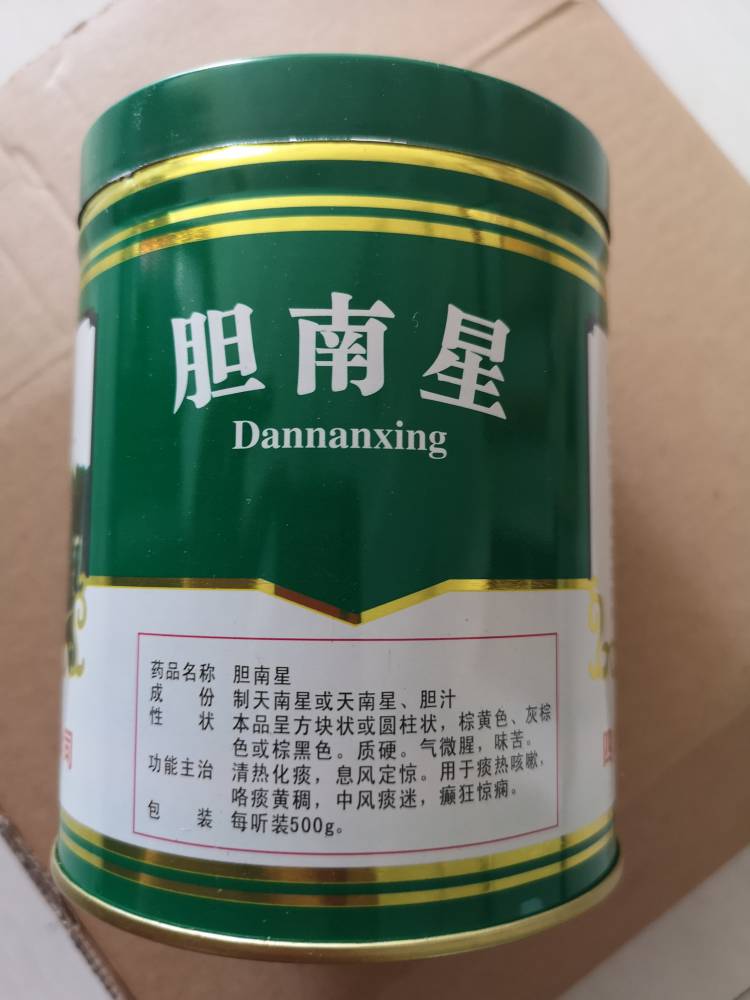 胆南星
Dannanxing
药品名称 胆南星
成份 制天南星或天南星、胆汁
性状 本品呈方块状或圆柱状，棕黄色、灰棕
色或棕黑色。质硬。气微腥，味苦。
功能主治 清热化痰，息风定惊。用于痰热咳嗽，
咯痰黄稠，中风痰迷，癫狂惊痫。
包装 每听装500g。
司